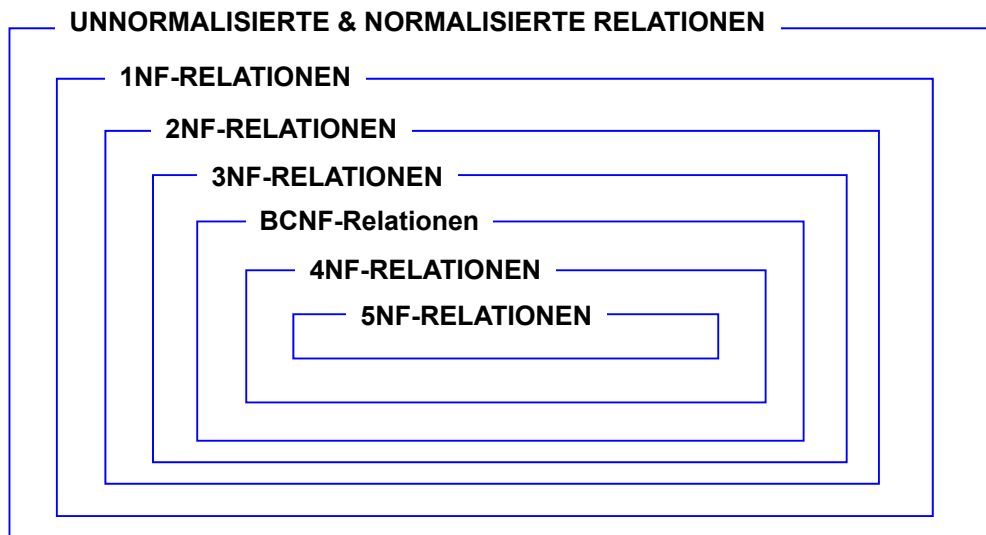 UNNORMALISIERTE & NORMALISIERTE RELATIONEN
1NF-RELATIONEN
2NF-RELATIONEN
3NF-RELATIONEN
BCNF-Relationen
4NF-RELATIONEN
5NF-RELATIONEN